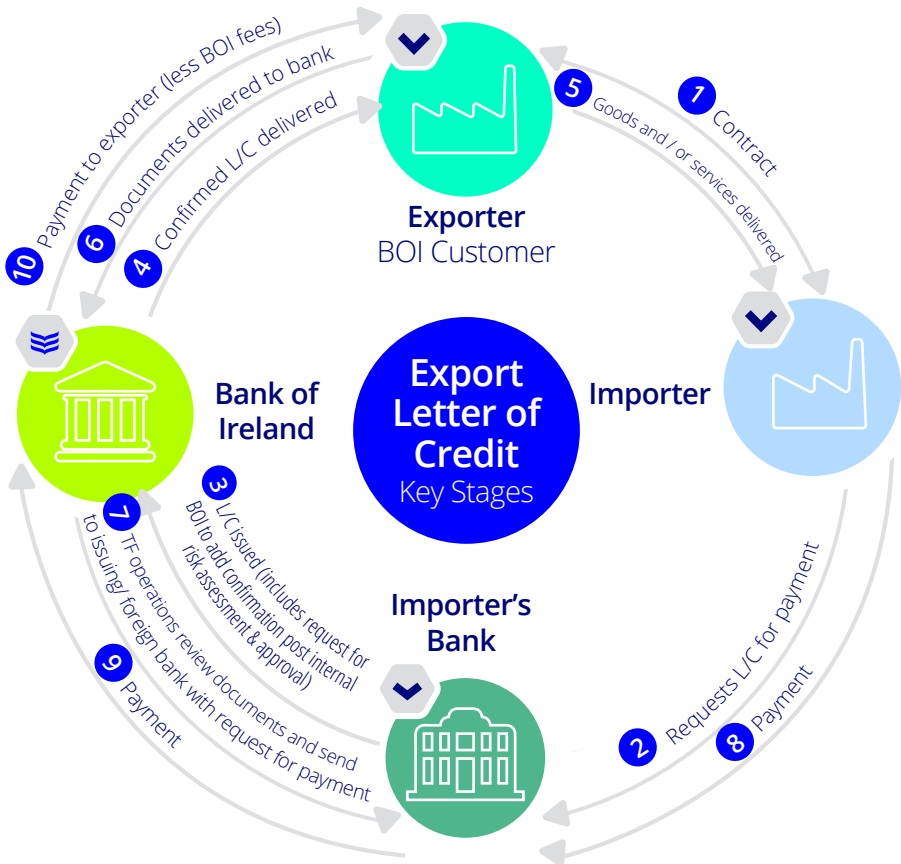 10 Payment to exporter (less BOI fees)
6 Documents delivered to bank
4 Confirmed L/C delivered
5 Goods and / or services delivered
1 Contract
Exporter
BOI Customer
Bank of
Ireland
Export
Letter of
Credit
Key Stages
Importer
3 L/C issued (includes request for
BOI to add confirmation post internal
risk assessment & approval)
7 TF operations review documents and send
to issuing/ foreign bank with request for payment
9 Payment
Importer's
Bank
2 Requests L/C for payment
8 Payment